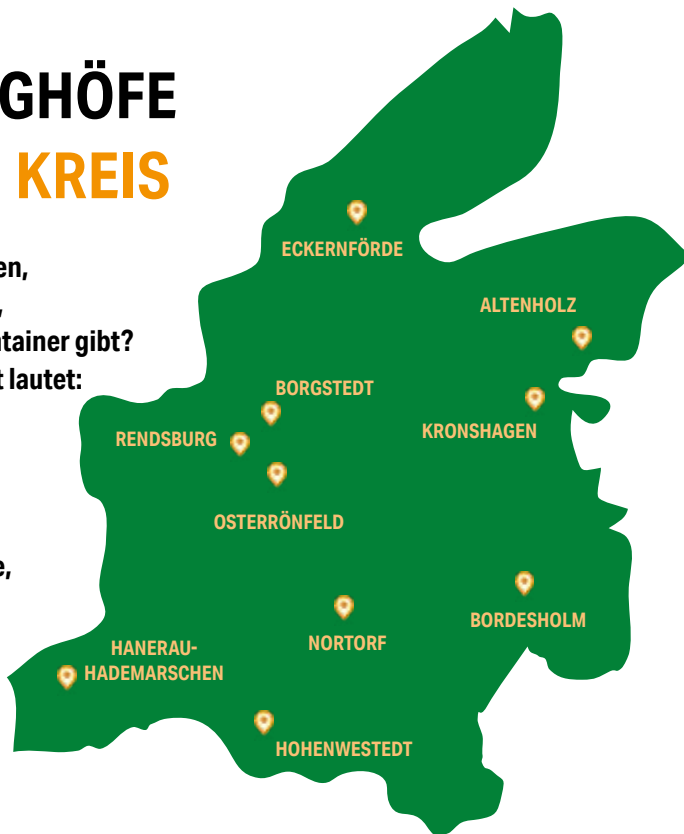 GHÖFE
KREIS
en,
,
tainer gibt?
t lautet:
e,
ECKERNFÖRDE
ALTENHOLZ
BORGSTEDT
KRONSHAGEN
RENDSBURG
OSTERRÖNFELD
BORDESHOLM
NORTORF
HANERAU-
HADEMARSCHEN
HOHENWESTEDT